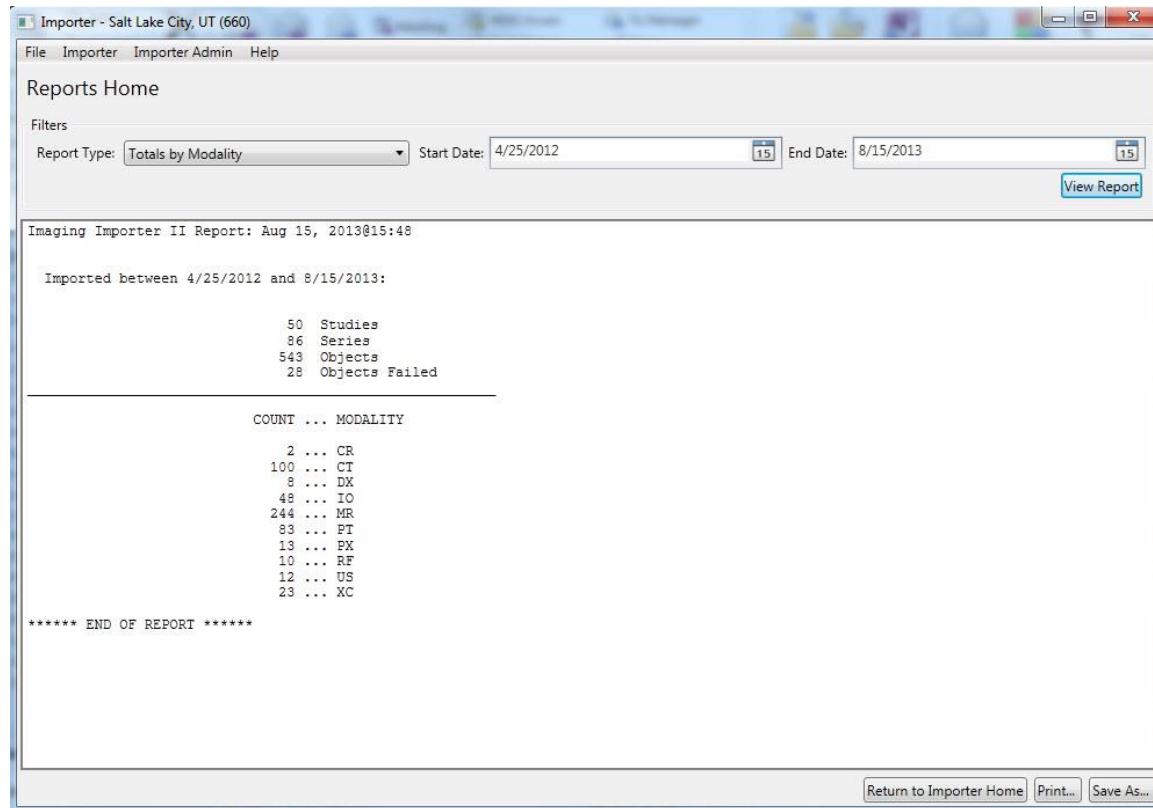 Importer - Salt Lake City, UT (660)
File Importer Importer Admin Help
Reports Home
Filters
Report Type: Totals by Modality Start Date: 4/25/2012 15 End Date: 8/15/2013 15
View Report
Imaging Importer II Report: Aug 15, 2013@15:48
Imported between 4/25/2012 and 8/15/2013:
50 Studies
86 Series
543 Objects
28 Objects Failed
COUNT ... MODALITY
2 ... CR
100 ... CT
8 ... DX
48 ... IO
244 ... MR
83 ... PT
13 ... PX
10 ... RF
12 ... US
23 ... XC
****** END OF REPORT ******
Return to Importer Home Print... Save As...